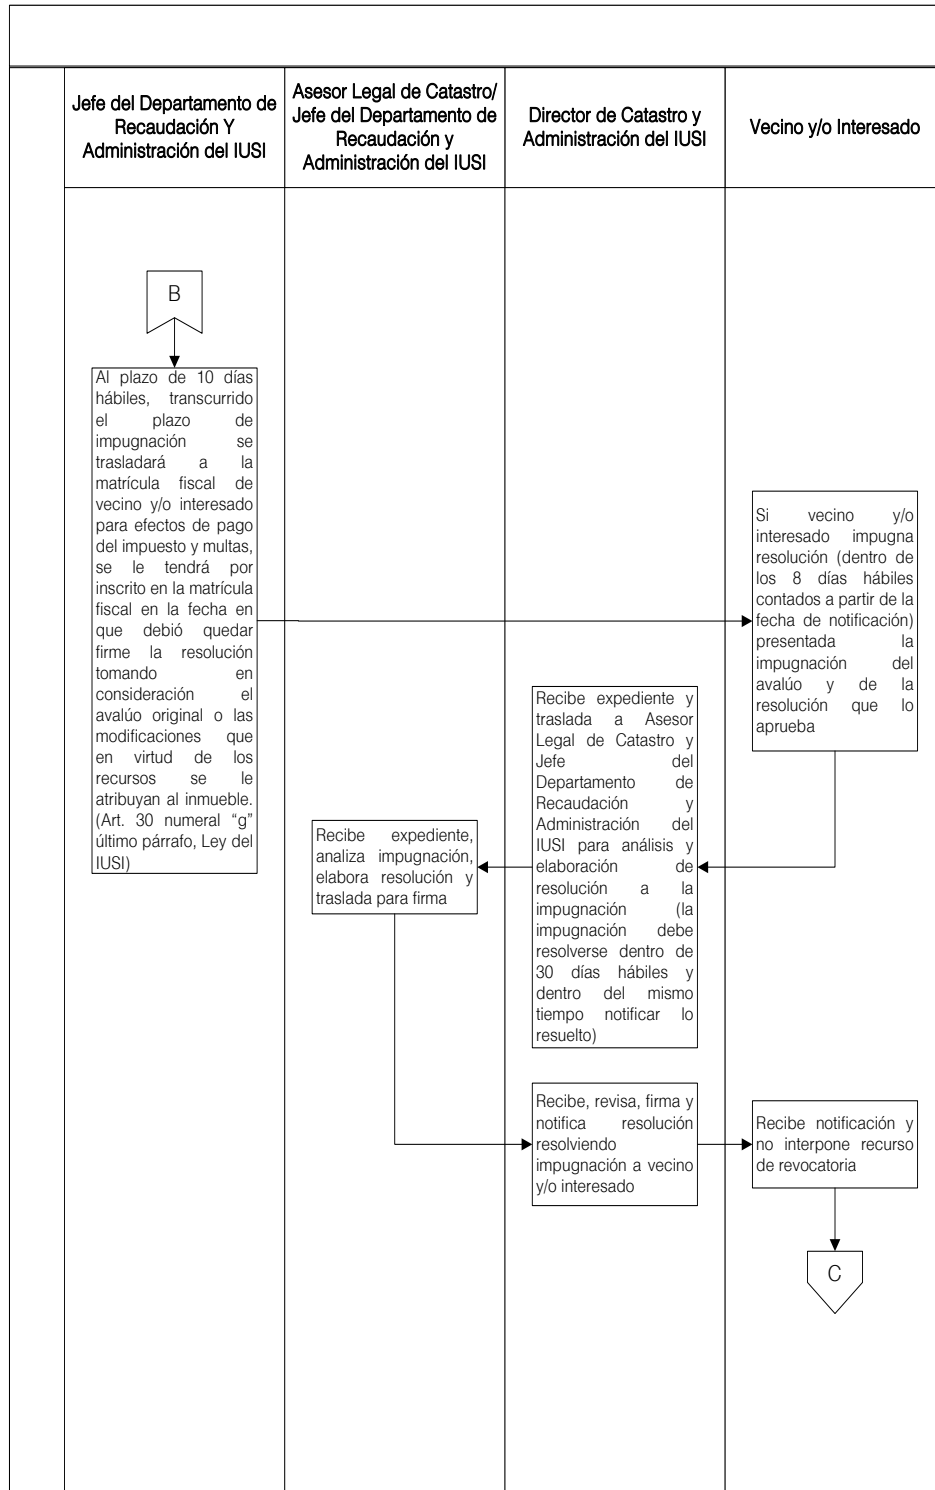 Jefe del Departamento de
Recaudación Y
Administración del IUSI
Asesor Legal de Catastro/
Jefe del Departamento de
Recaudación y
Administración del IUSI
Director de Catastro y
Administración del IUSI
Vecino y/o Interesado
B
Al plazo de 10 días
hábiles, transcurrido
el plazo de
impugnación se
trasladará a la
matrícula fiscal de
vecino y/o interesado
para efectos de pago
del impuesto y multas,
se le tendrá por
inscrito en la matrícula
fiscal en la fecha en
que debió quedar
firme la resolución
tomando en
consideración el
avalúo original o las
modificaciones que
en virtud de los
recursos se le
atribuyan al inmueble.
(Art. 30 numeral “g”
último párrafo, Ley del
IUSI)
Si vecino y/o
interesado impugna
resolución (dentro de
los 8 días hábiles
contados a partir de la
fecha de notificación)
presentada la
impugnación del
avalúo y de la
resolución que lo
aprueba
Recibe expediente y
traslada a Asesor
Legal de Catastro y
Jefe del
Departamento de
Recaudación y
Administración del
IUSI para análisis y
elaboración de
resolución a la
impugnación (la
impugnación debe
resolverse dentro de
30 días hábiles y
dentro del mismo
tiempo notificar lo
resuelto)
Recibe expediente,
analiza impugnación,
elabora resolución y
traslada para firma
Recibe, revisa, firma y
notifica resolución
resolviendo
impugnación a vecino
y/o interesado
Recibe notificación y
no interpone recurso
de revocatoria
C